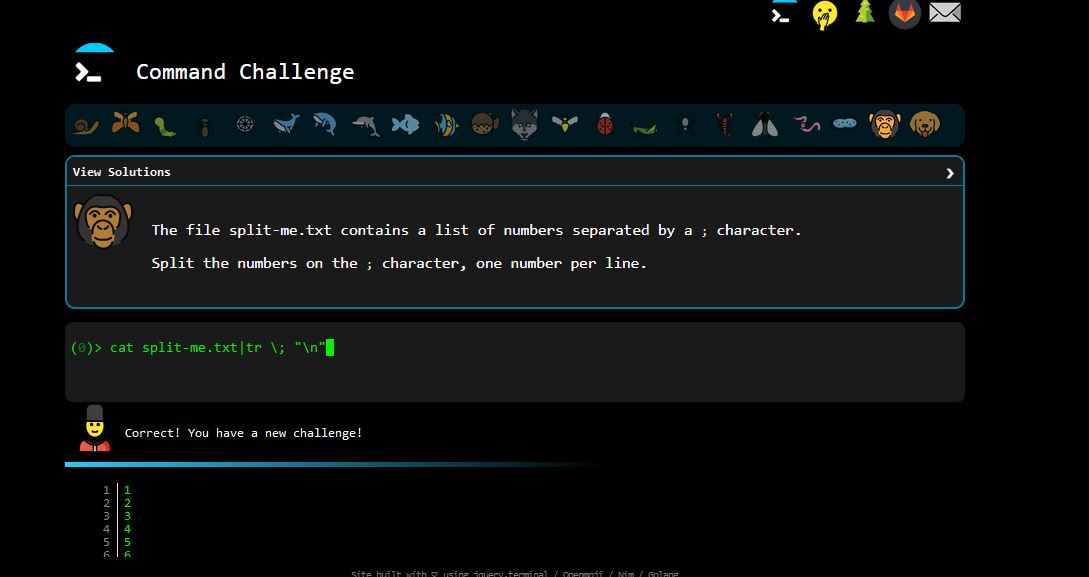 Command Challenge
View Solutions
The file split-me.txt contains a list of numbers separated by a ; character.
Split the numbers on the ; character, one number per line.
(0)> cat split-me.txt|tr \; "\n"
Correct! You have a new challenge!
1 1
2 2
3 3
4 4
5 5
6 6
Site built with ♡ using jquery.terminal / Openmoji / Nim / Golang